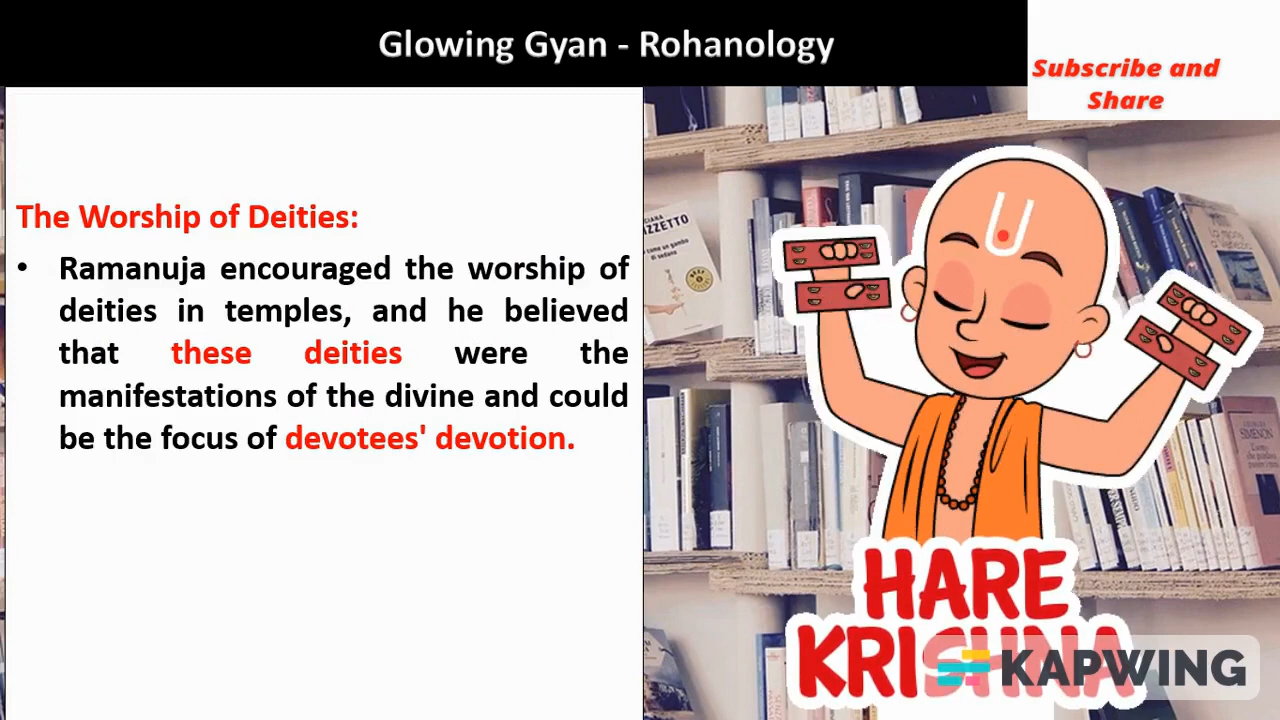 Glowing Gyan - Rohanology
Subscribe and
Share
The Worship of Deities:
• Ramanuja encouraged the worship of
deities in temples, and he believed
that these deities were the
manifestations of the divine and could
be the focus of devotees' devotion.
SIMENON
HARE
KRISHNA
KAPWING